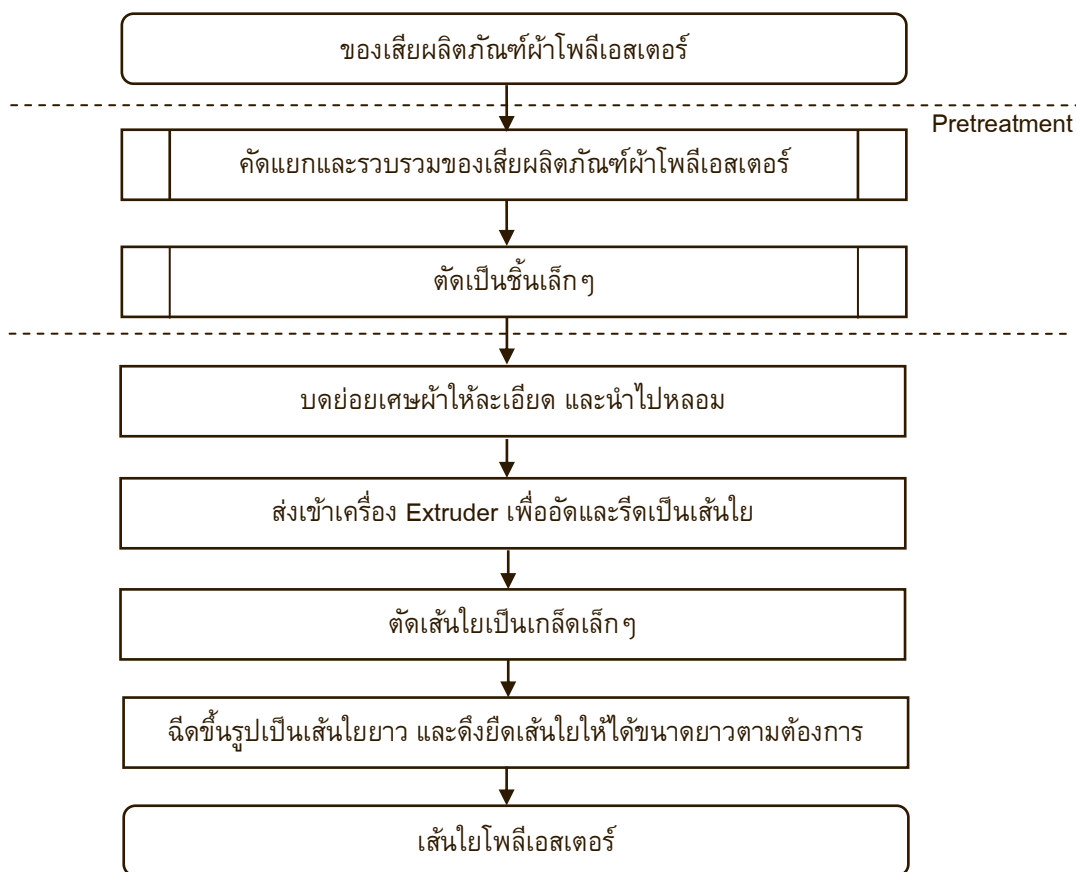 ของเสียผลิตภัณฑ์ผ้าโพลีเอสเตอร์
Pretreatment
คัดแยกและรวบรวมของเสียผลิตภัณฑ์ผ้าโพลีเอสเตอร์
ตัดเป็นชิ้นเล็กๆ
บดย่อยเศษผ้าให้ละเอียด และนำไปหลอม
ส่งเข้าเครื่อง Extruder เพื่ออัดและรีดเป็นเส้นใย
ตัดเส้นใยเป็นเกล็ดเล็กๆ
ฉีดขึ้นรูปเป็นเส้นใยยาว และดึงยืดเส้นใยให้ได้ขนาดยาวตามต้องการ
เส้นใยโพลีเอสเตอร์